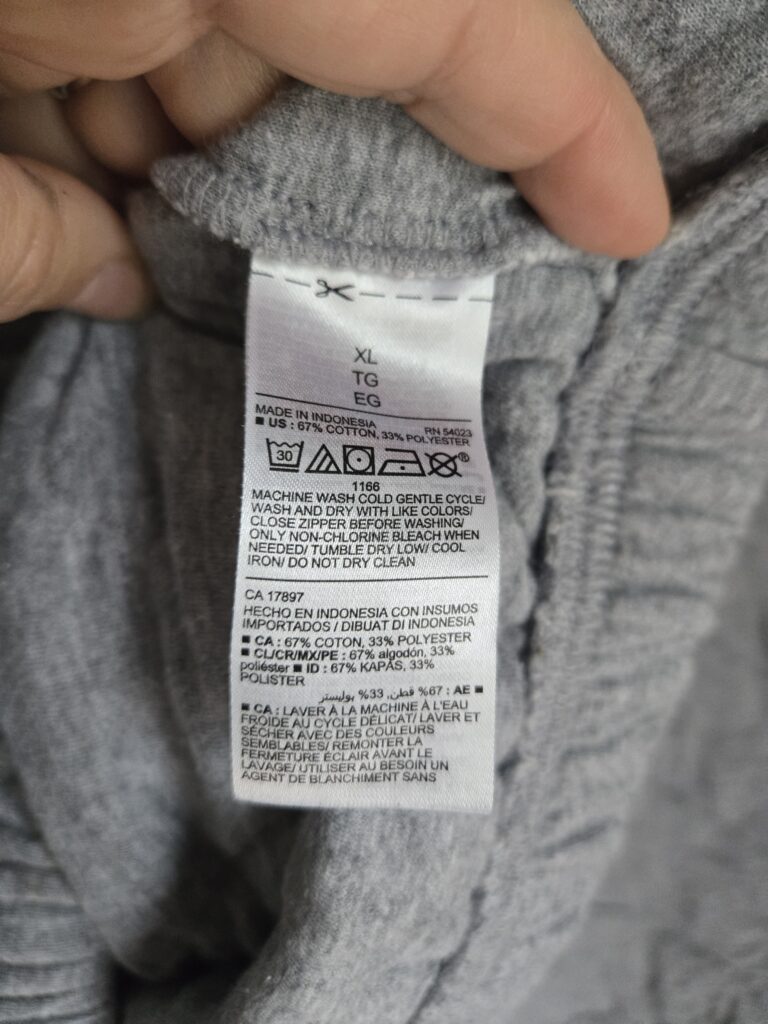 XL
TG
EG
MADE IN INDONESIA RN 54023
■ US : 67% COTTON, 33% POLYESTER
30 ®
1166
MACHINE WASH COLD GENTLE CYCLE/
WASH AND DRY WITH LIKE COLORS/
CLOSE ZIPPER BEFORE WASHING/
ONLY NON-CHLORINE BLEACH WHEN
NEEDED/ TUMBLE DRY LOW/ COOL
IRON/ DO NOT DRY CLEAN
CA 17897
HECHO EN INDONESIA CON INSUMOS
IMPORTADOS / DIBUAT DI INDONESIA
■ CA : 67% COTON, 33% POLYESTER
■ CL/CR/MX/PE : 67% algodón, 33%
poliéster ■ ID : 67% KAPAS, 33%
POLISTER
■ AE : 67% قطن, 33% بوليستر
■ CA : LAVER À LA MACHINE À L'EAU
FROIDE AU CYCLE DÉLICAT/ LAVER ET
SÉCHER AVEC DES COULEURS
SEMBLABLES/ REMONTER LA
FERMETURE ÉCLAIR AVANT LE
LAVAGE/ UTILISER AU BESOIN UN
AGENT DE BLANCHIMENT SANS